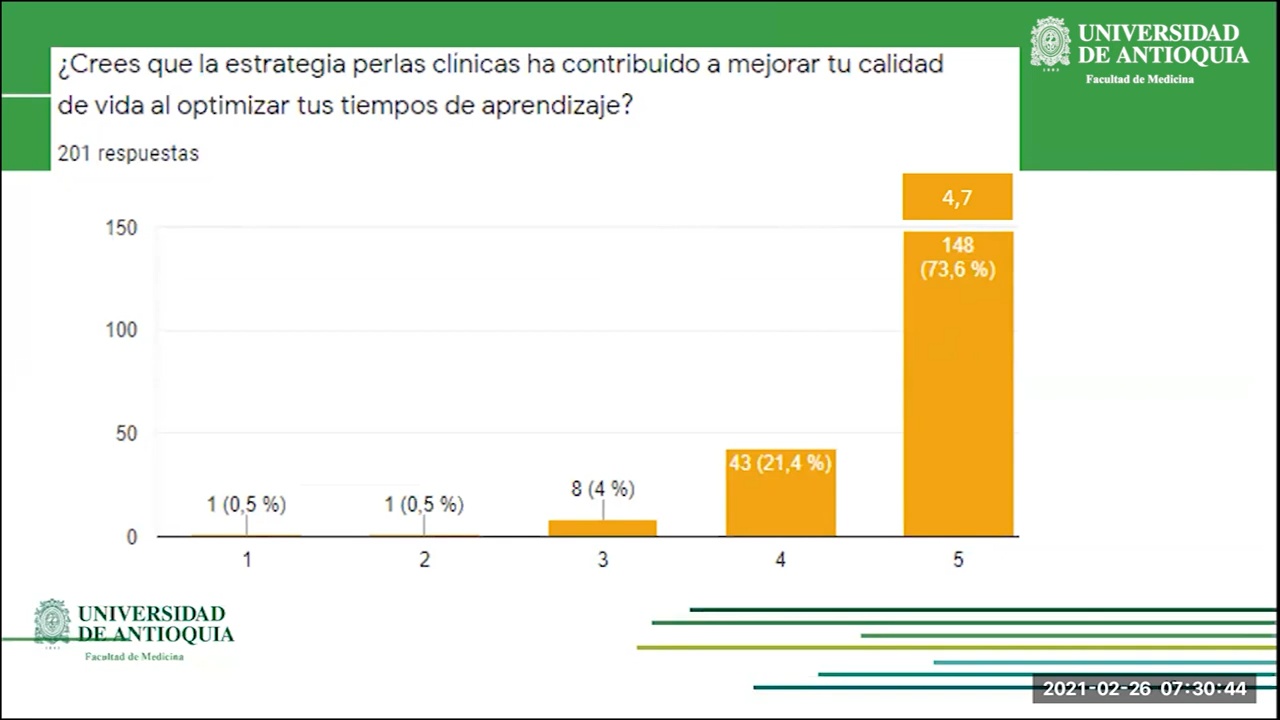 UNIVERSIDAD
DE ANTIOQUIA
Facultad de Medicina
¿Crees que la estrategia perlas clínicas ha contribuido a mejorar tu calidad
de vida al optimizar tus tiempos de aprendizaje?
201 respuestas
4,7
150
148
(73,6 %)
100
50
43 (21,4 %)
8 (4 %)
1 (0,5 %)
1 (0,5 %)
0
1
2
3
4
5
UNIVERSIDAD
DE ANTIOQUIA
Facultad de Medicina
2021-02-26 07:30:44